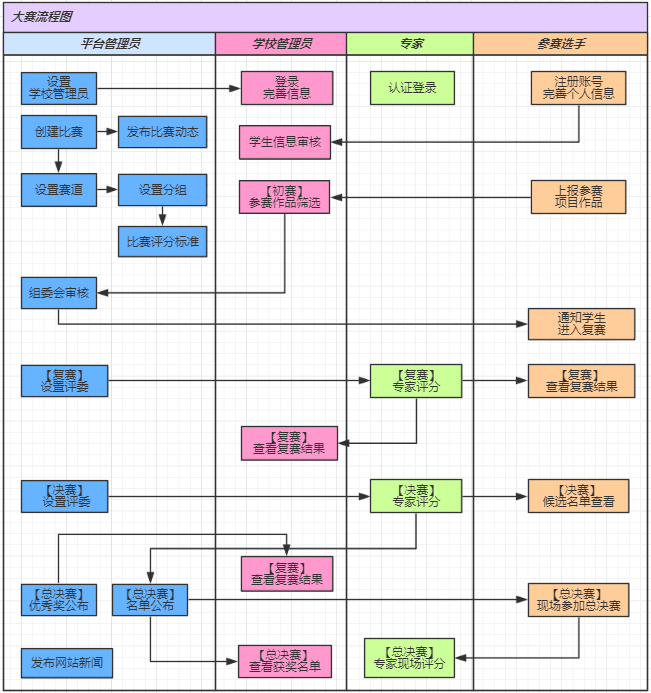 大赛流程图
平台管理员
学校管理员
专家
参赛选手
设置
学校管理员
登录
完善信息
认证登录
注册账号
完善个人信息
创建比赛
发布比赛动态
学生信息审核
设置赛道
设置分组
【初赛】
参赛作品筛选
上报参赛
项目作品
比赛评分标准
组委会审核
通知学生
进入复赛
【复赛】
设置评委
【复赛】
专家评分
【复赛】
查看复赛结果
【复赛】
查看复赛结果
【决赛】
设置评委
【决赛】
专家评分
【决赛】
候选名单查看
【复赛】
查看复赛结果
【总决赛】
优秀奖公布
【总决赛】
名单公布
【总决赛】
现场参加总决赛
发布网站新闻
【总决赛】
查看获奖名单
【总决赛】
专家现场评分